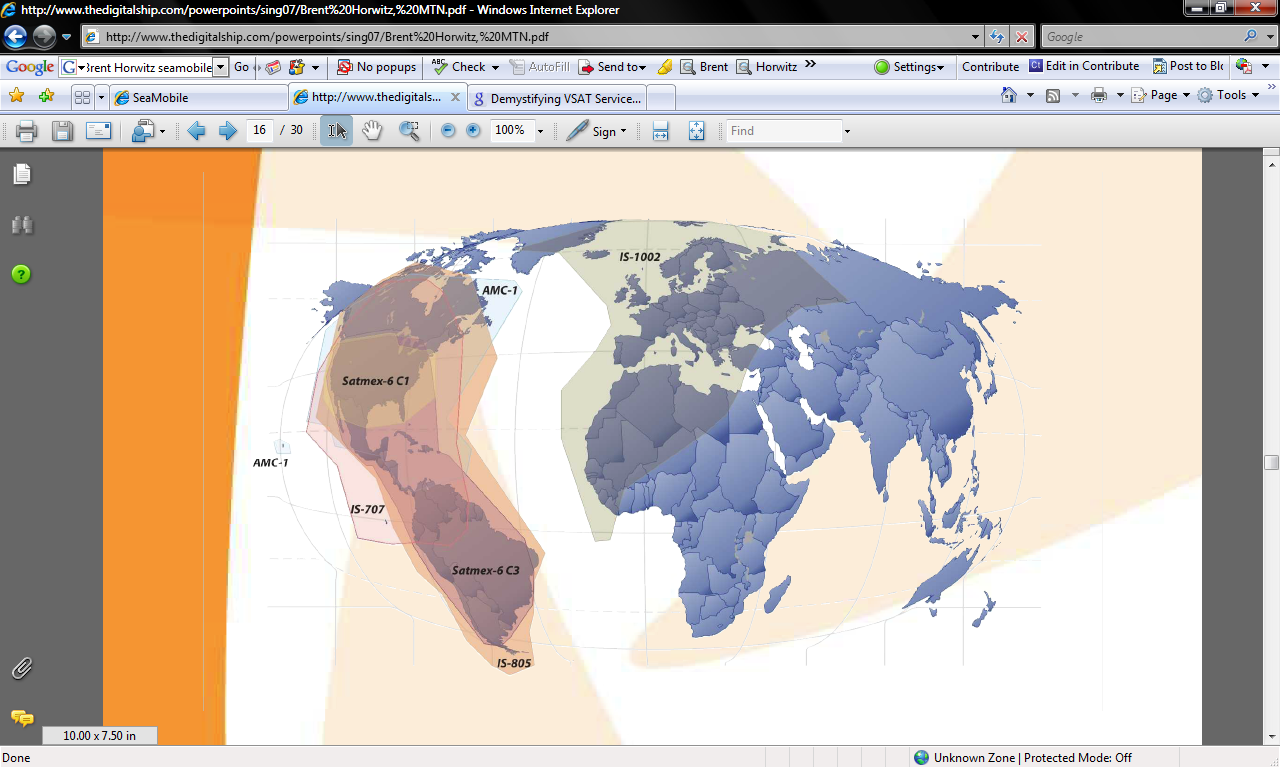 http://www.thedigitalship.com/powerpoints/sing07/Brent%20Horwitz,%20MTN.pdf - Windows Internet Explorer
http://www.thedigitalship.com/powerpoints/sing07/Brent%20Horwitz,%20MTN.pdf Google
Google G rent Horwitz seamobile Go No popups ABC Check AutoFill Send to Brent Horwitz » Settings Contribute Ct Edit in Contribute Post to Blo
SeaMobile http://www.thedigitals... g Demystifying VSAT Service... Page Tools »
16 / 30 100% Sign Find
IS-1002
AMC-1
Satmex-6 C1
AMC-1
IS-707
Satmex-6 C3
IS-805
10.00 x 7.50 in
Done Unknown Zone | Protected Mode: Off